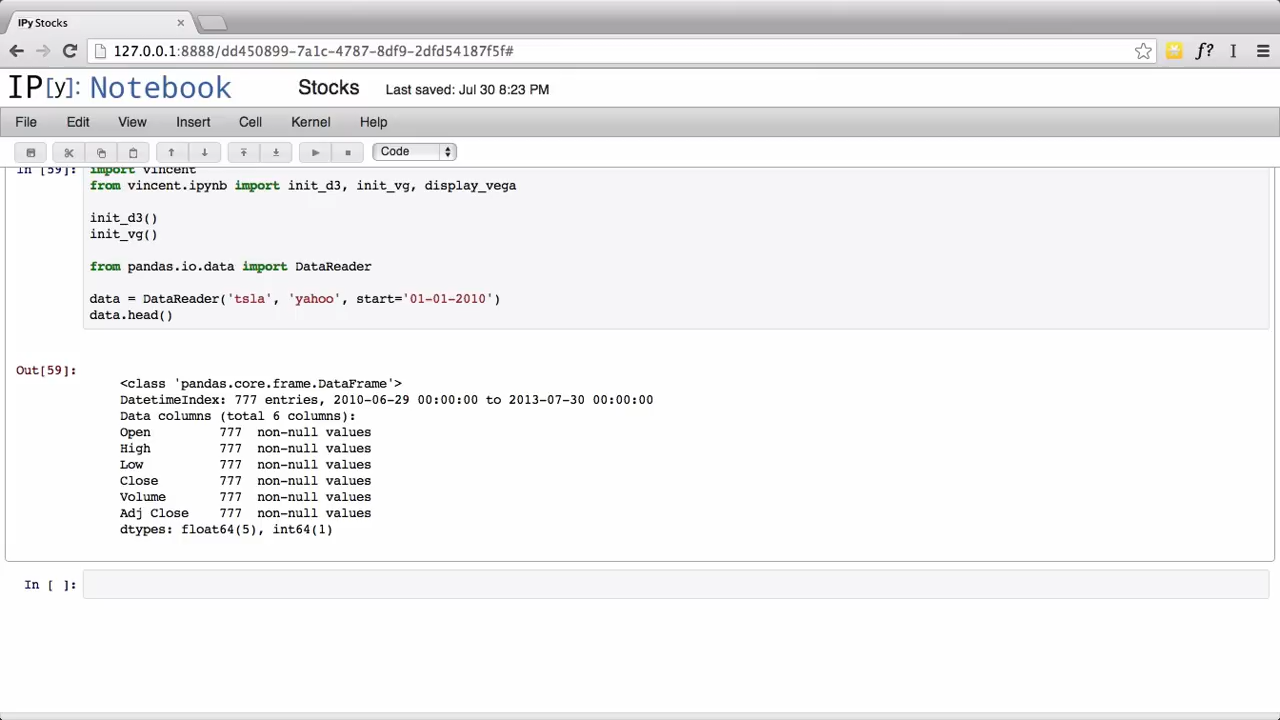 IPy Stocks
127.0.0.1:8888/dd450899-7a1c-4787-8df9-2dfd54187f5f#
f?
IP[y]: Notebook Stocks Last saved: Jul 30 8:23 PM
File Edit View Insert Cell Kernel Help
Code
In [59]: import vincent
from vincent.ipynb import init_d3, init_vg, display_vega
init_d3()
init_vg()
from pandas.io.data import DataReader
data = DataReader('tsla', 'yahoo', start='01-01-2010')
data.head()
Out[59]:
<class 'pandas.core.frame.DataFrame'>
DatetimeIndex: 777 entries, 2010-06-29 00:00:00 to 2013-07-30 00:00:00
Data columns (total 6 columns):
Open 777 non-null values
High 777 non-null values
Low 777 non-null values
Close 777 non-null values
Volume 777 non-null values
Adj Close 777 non-null values
dtypes: float64(5), int64(1)
In [ ]: